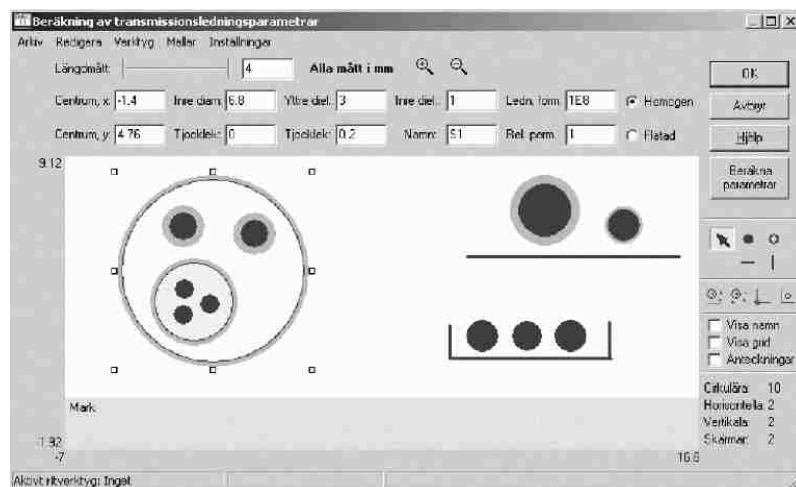 Beräkning av transmissionsledningsparametrar
Arkiv Redigera Verktyg Mallar Inställningar
Längdmått: 4 Alla mått i mm
OK
Centrum, x: -1.4 Inre diam: 6.8 Yttre diel.: 3 Inre diel.: 1 Ledn. förm. 1E8 Homogen
Avbryt
Centrum, y: 4.76 Tjocklek: 0 Tjocklek: 0.2 Namn: S1 Rel. perm. 1 Flätad
Hjälp
Beräkna
parametrar
9.12
Visa namn
Visa grid
Anteckningar
Cirkulära: 10
Horisontella: 2
Vertikala: 2
Skärmar: 2
Mark
-1.92
-7
16.6
Aktivt ritverktyg: Inget